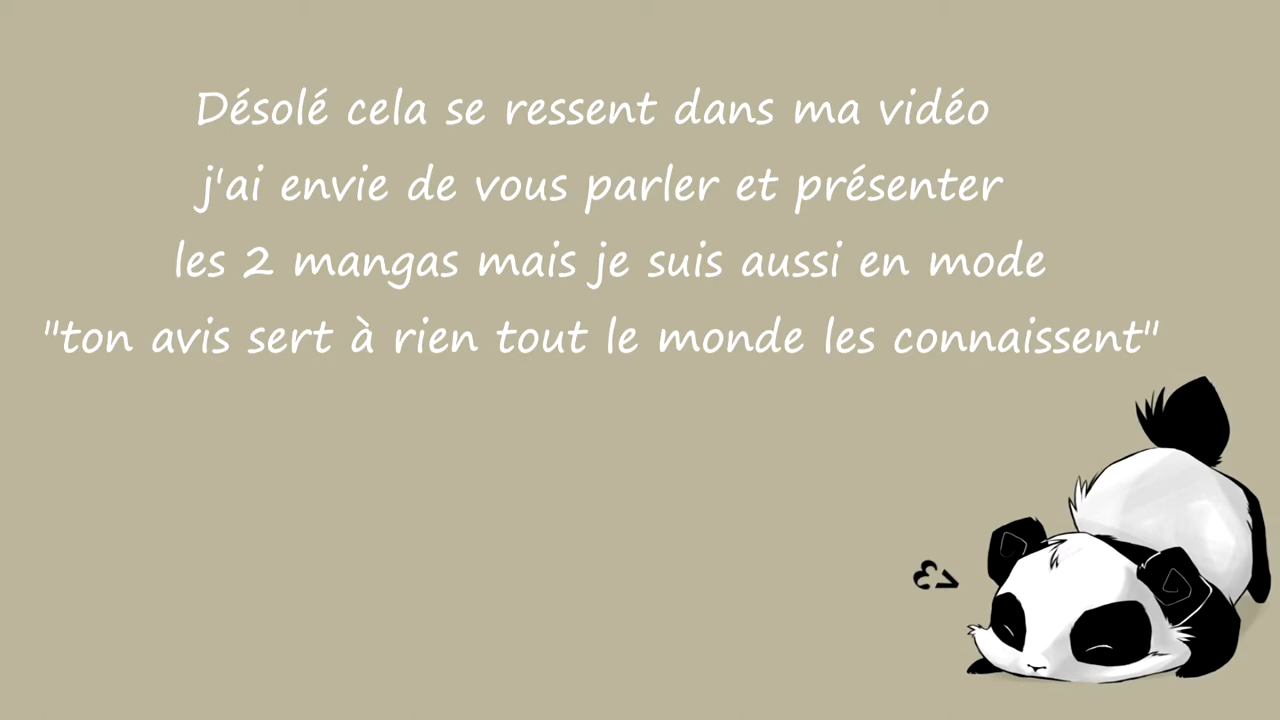 Désolé cela se ressent dans ma vidéo
j'ai envie de vous parler et présenter
les 2 mangas mais je suis aussi en mode
"ton avis sert à rien tout le monde les connaissent"
<3